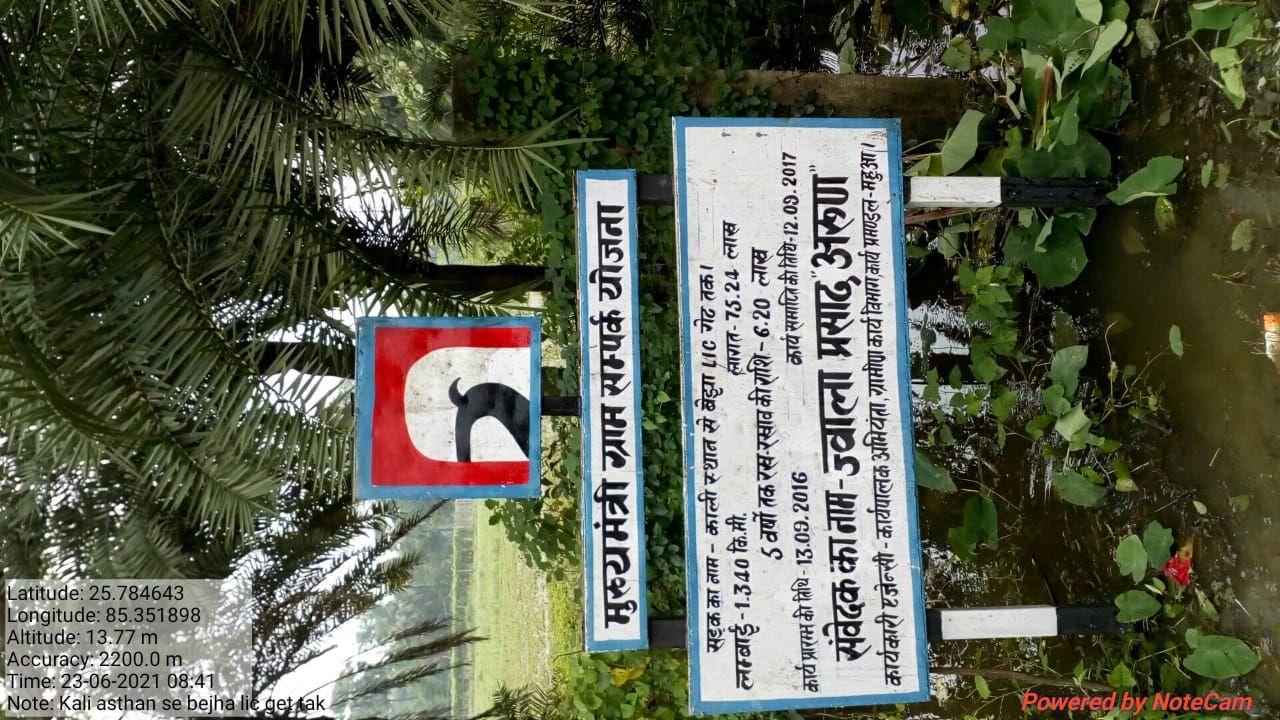 मुख्यमंत्री ग्राम सम्पर्क योजना
सड़क का नाम - काली स्थान से बेझा LIC गेट तक।
लम्बाई - 1.340 कि.मी. लागत - 75.24 लाख
5 वर्षो तक रख-रखाव की राशि - 6.20 लाख
कार्य प्रारम्भ की तिथि - 13.09.2016 कार्य समाप्ति की तिथि - 12.09.2017
संवेदक का नाम - ज्वाला प्रसाद "अरुण"
कार्यकारी एजेन्सी - कार्यपालक अभियंता, ग्रामीण कार्य विभाग, कार्य प्रमण्डल - महुआ।
Latitude: 25.784643
Longitude: 85.351898
Altitude: 13.77 m
Accuracy: 2200.0 m
Time: 23-06-2021 08:41
Note: Kali asthan se bejha lic get tak
Powered by NoteCam